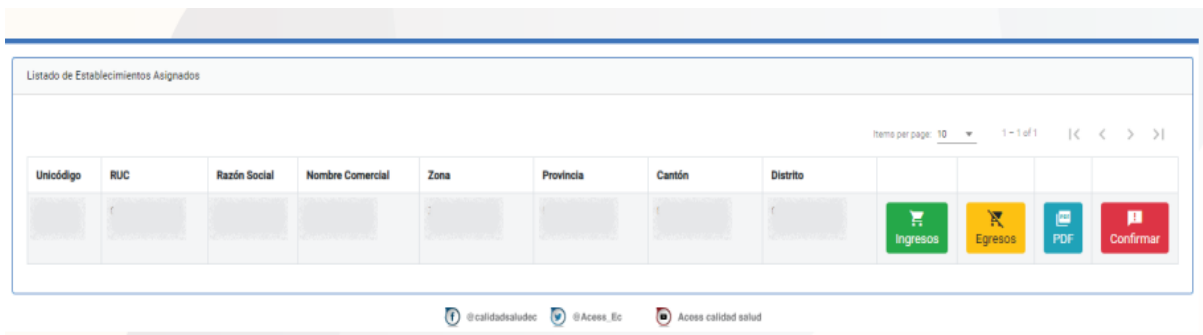 Listado de Establecimientos Asignados
Items per page: 10 1 – 1 of 1
Unicódigo RUC Razón Social Nombre Comercial Zona Provincia Cantón Distrito
Ingresos Egresos PDF Confirmar
@calidadsaludec @Acess_Ec Acess calidad salud